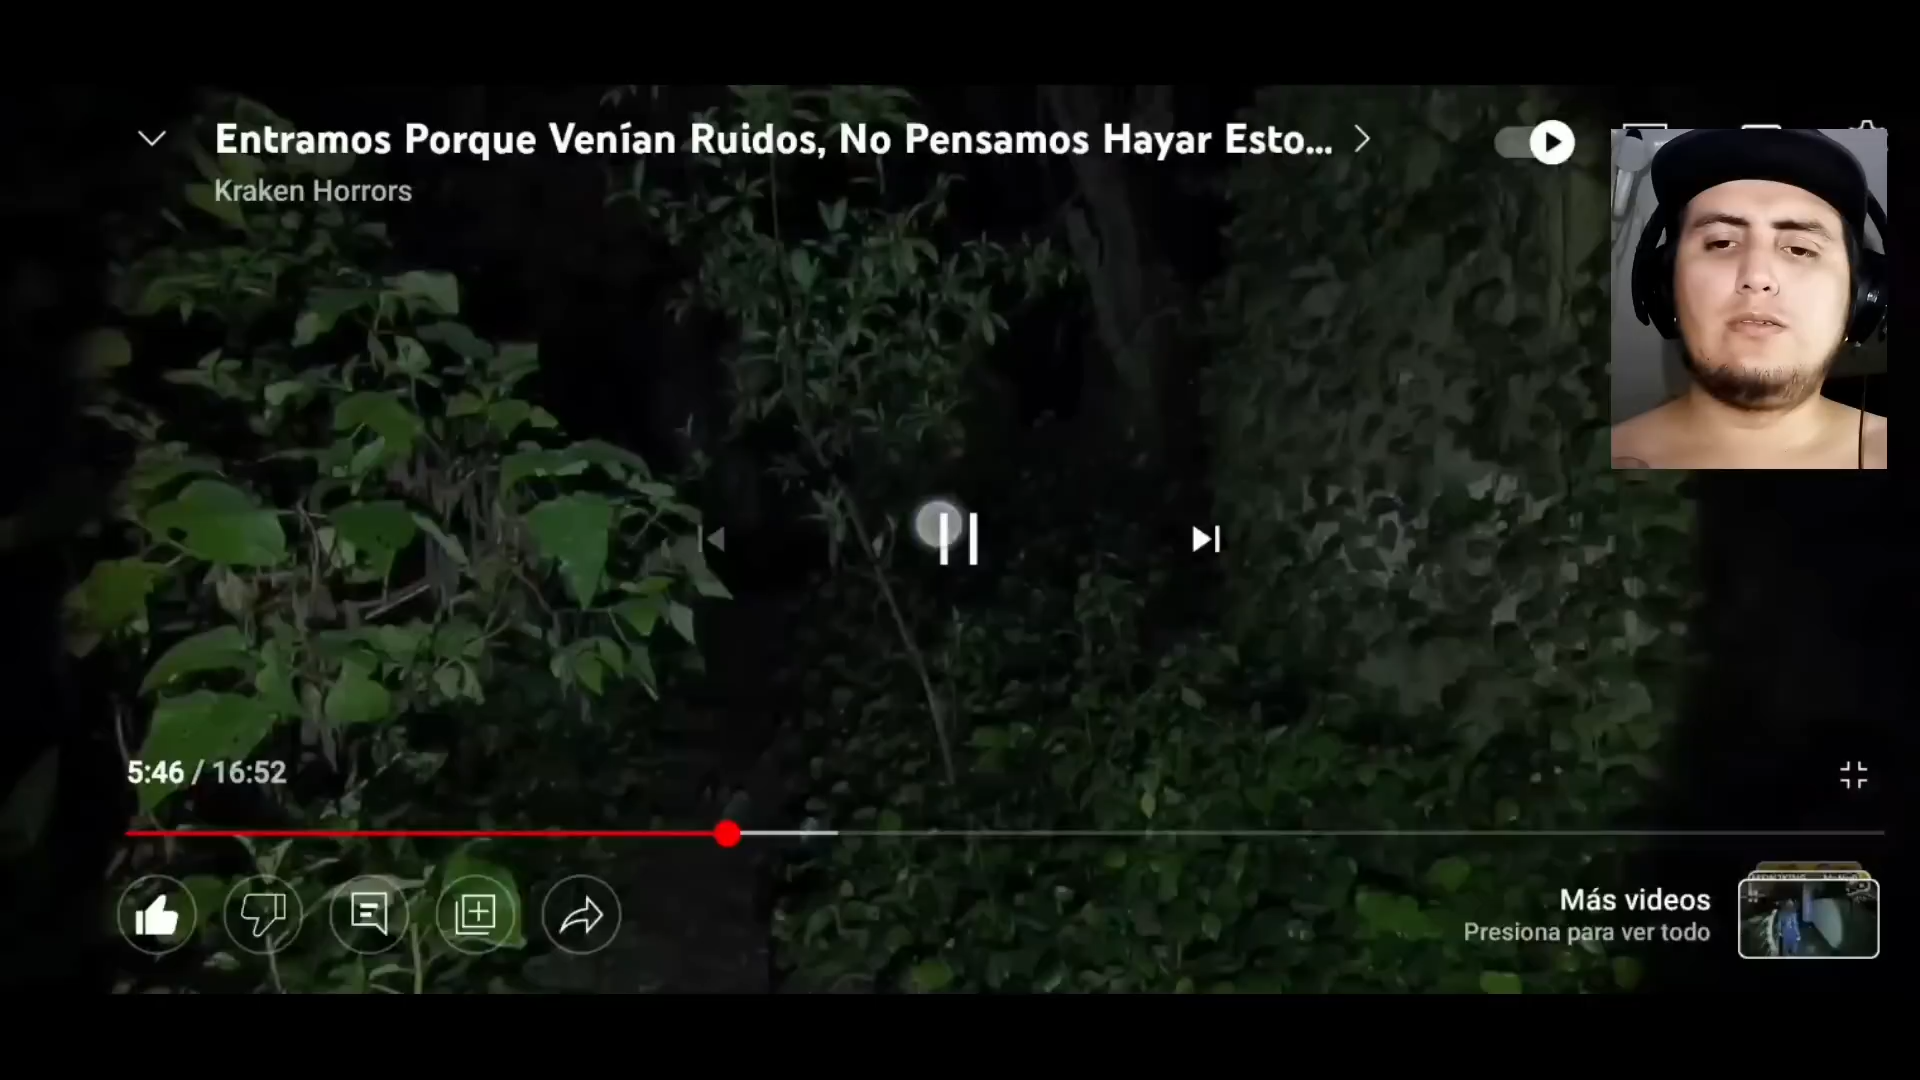 Entramos Porque Venían Ruidos, No Pensamos Hayar Esto...
Kraken Horrors
5:46 / 16:52
Más videos
Presiona para ver todo